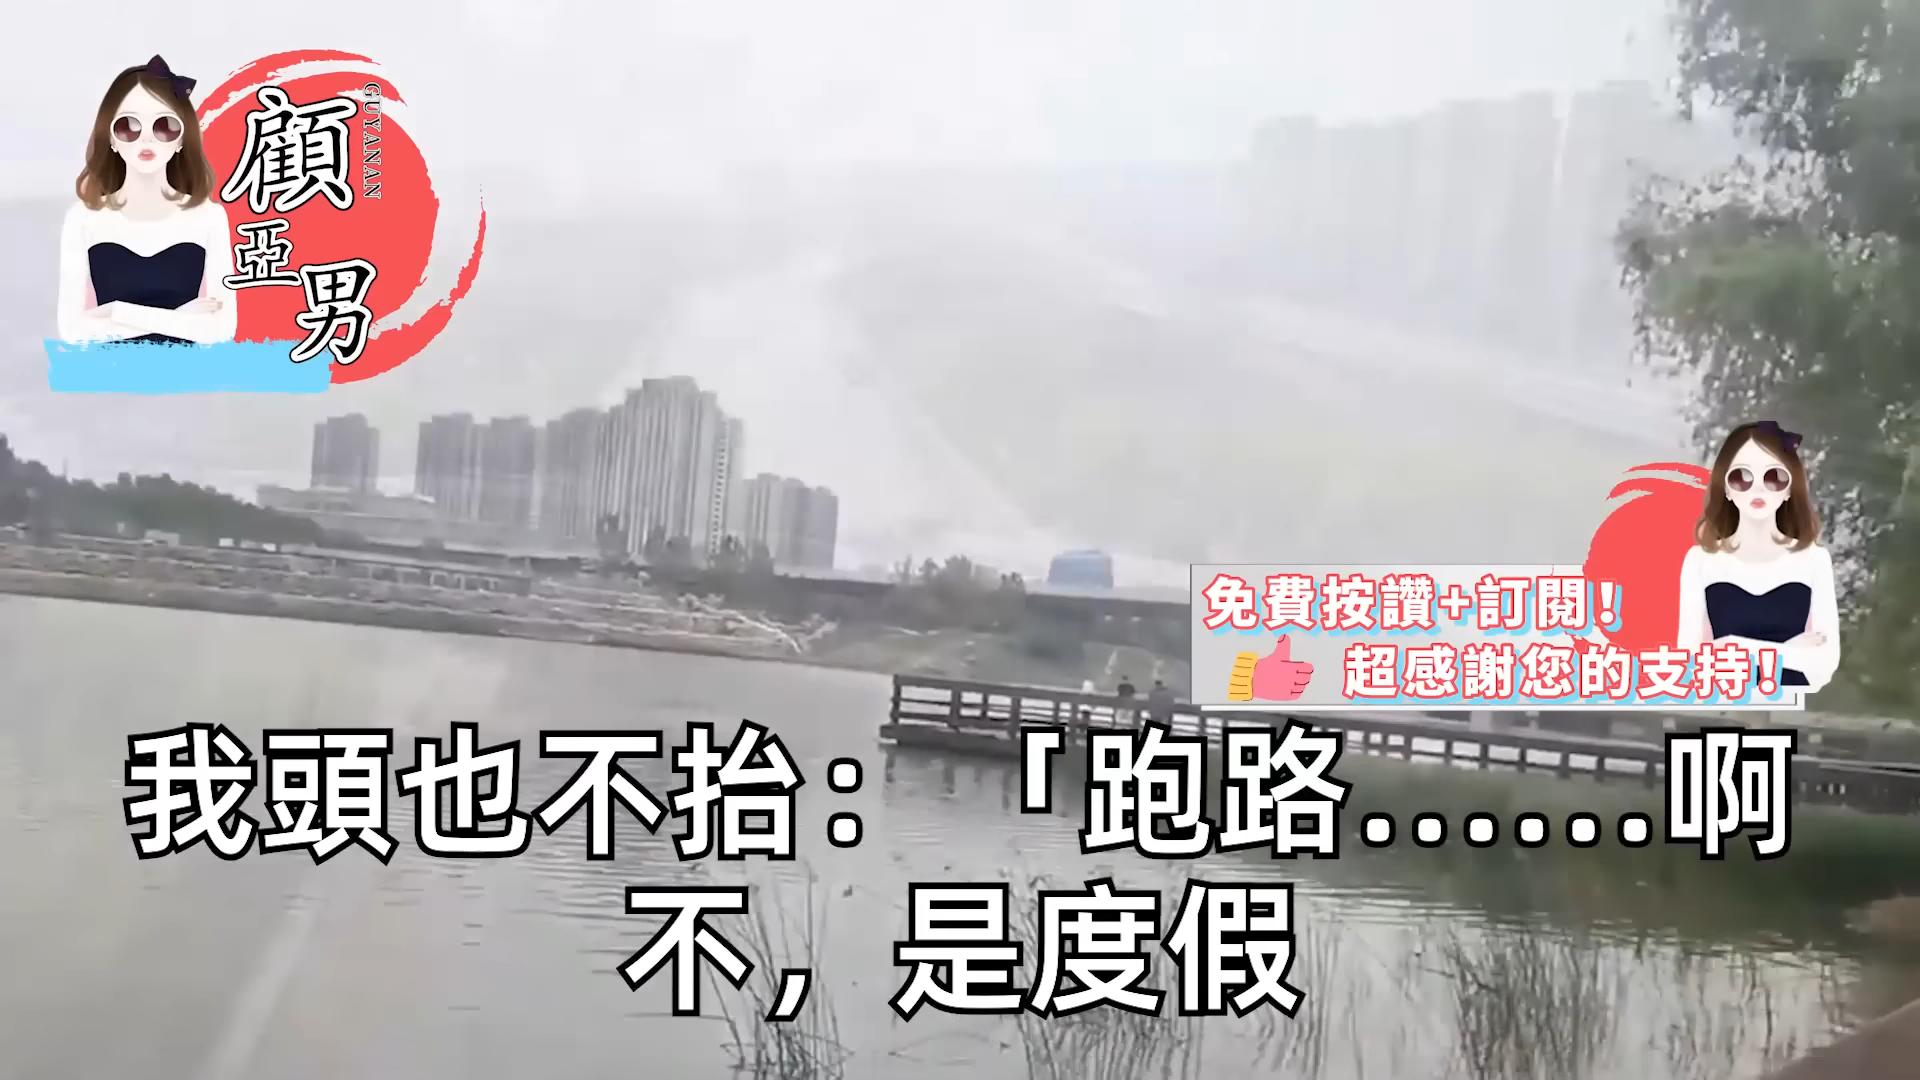 顧亞男
GUYANAN
免費按讚+訂閱！
超感謝您的支持！
我頭也不抬：「跑路......啊
不，是度假